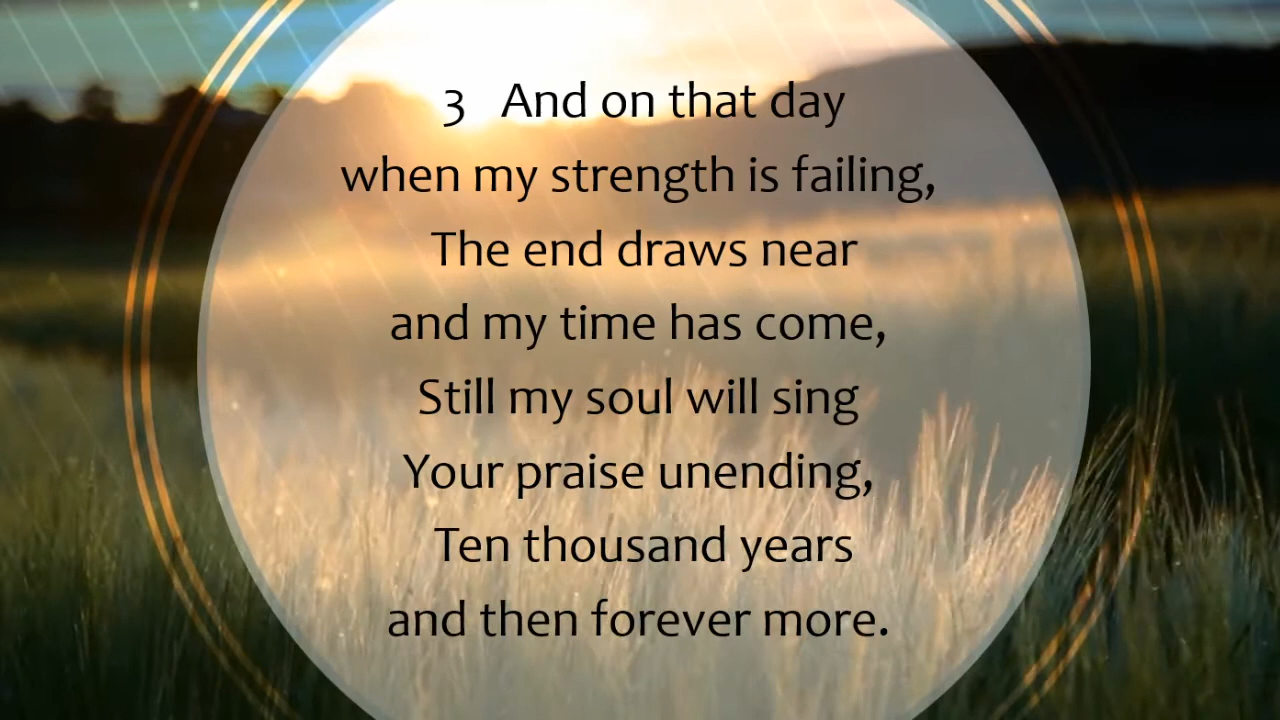 3 And on that day
when my strength is failing,
The end draws near
and my time has come,
Still my soul will sing
Your praise unending,
Ten thousand years
and then forever more.